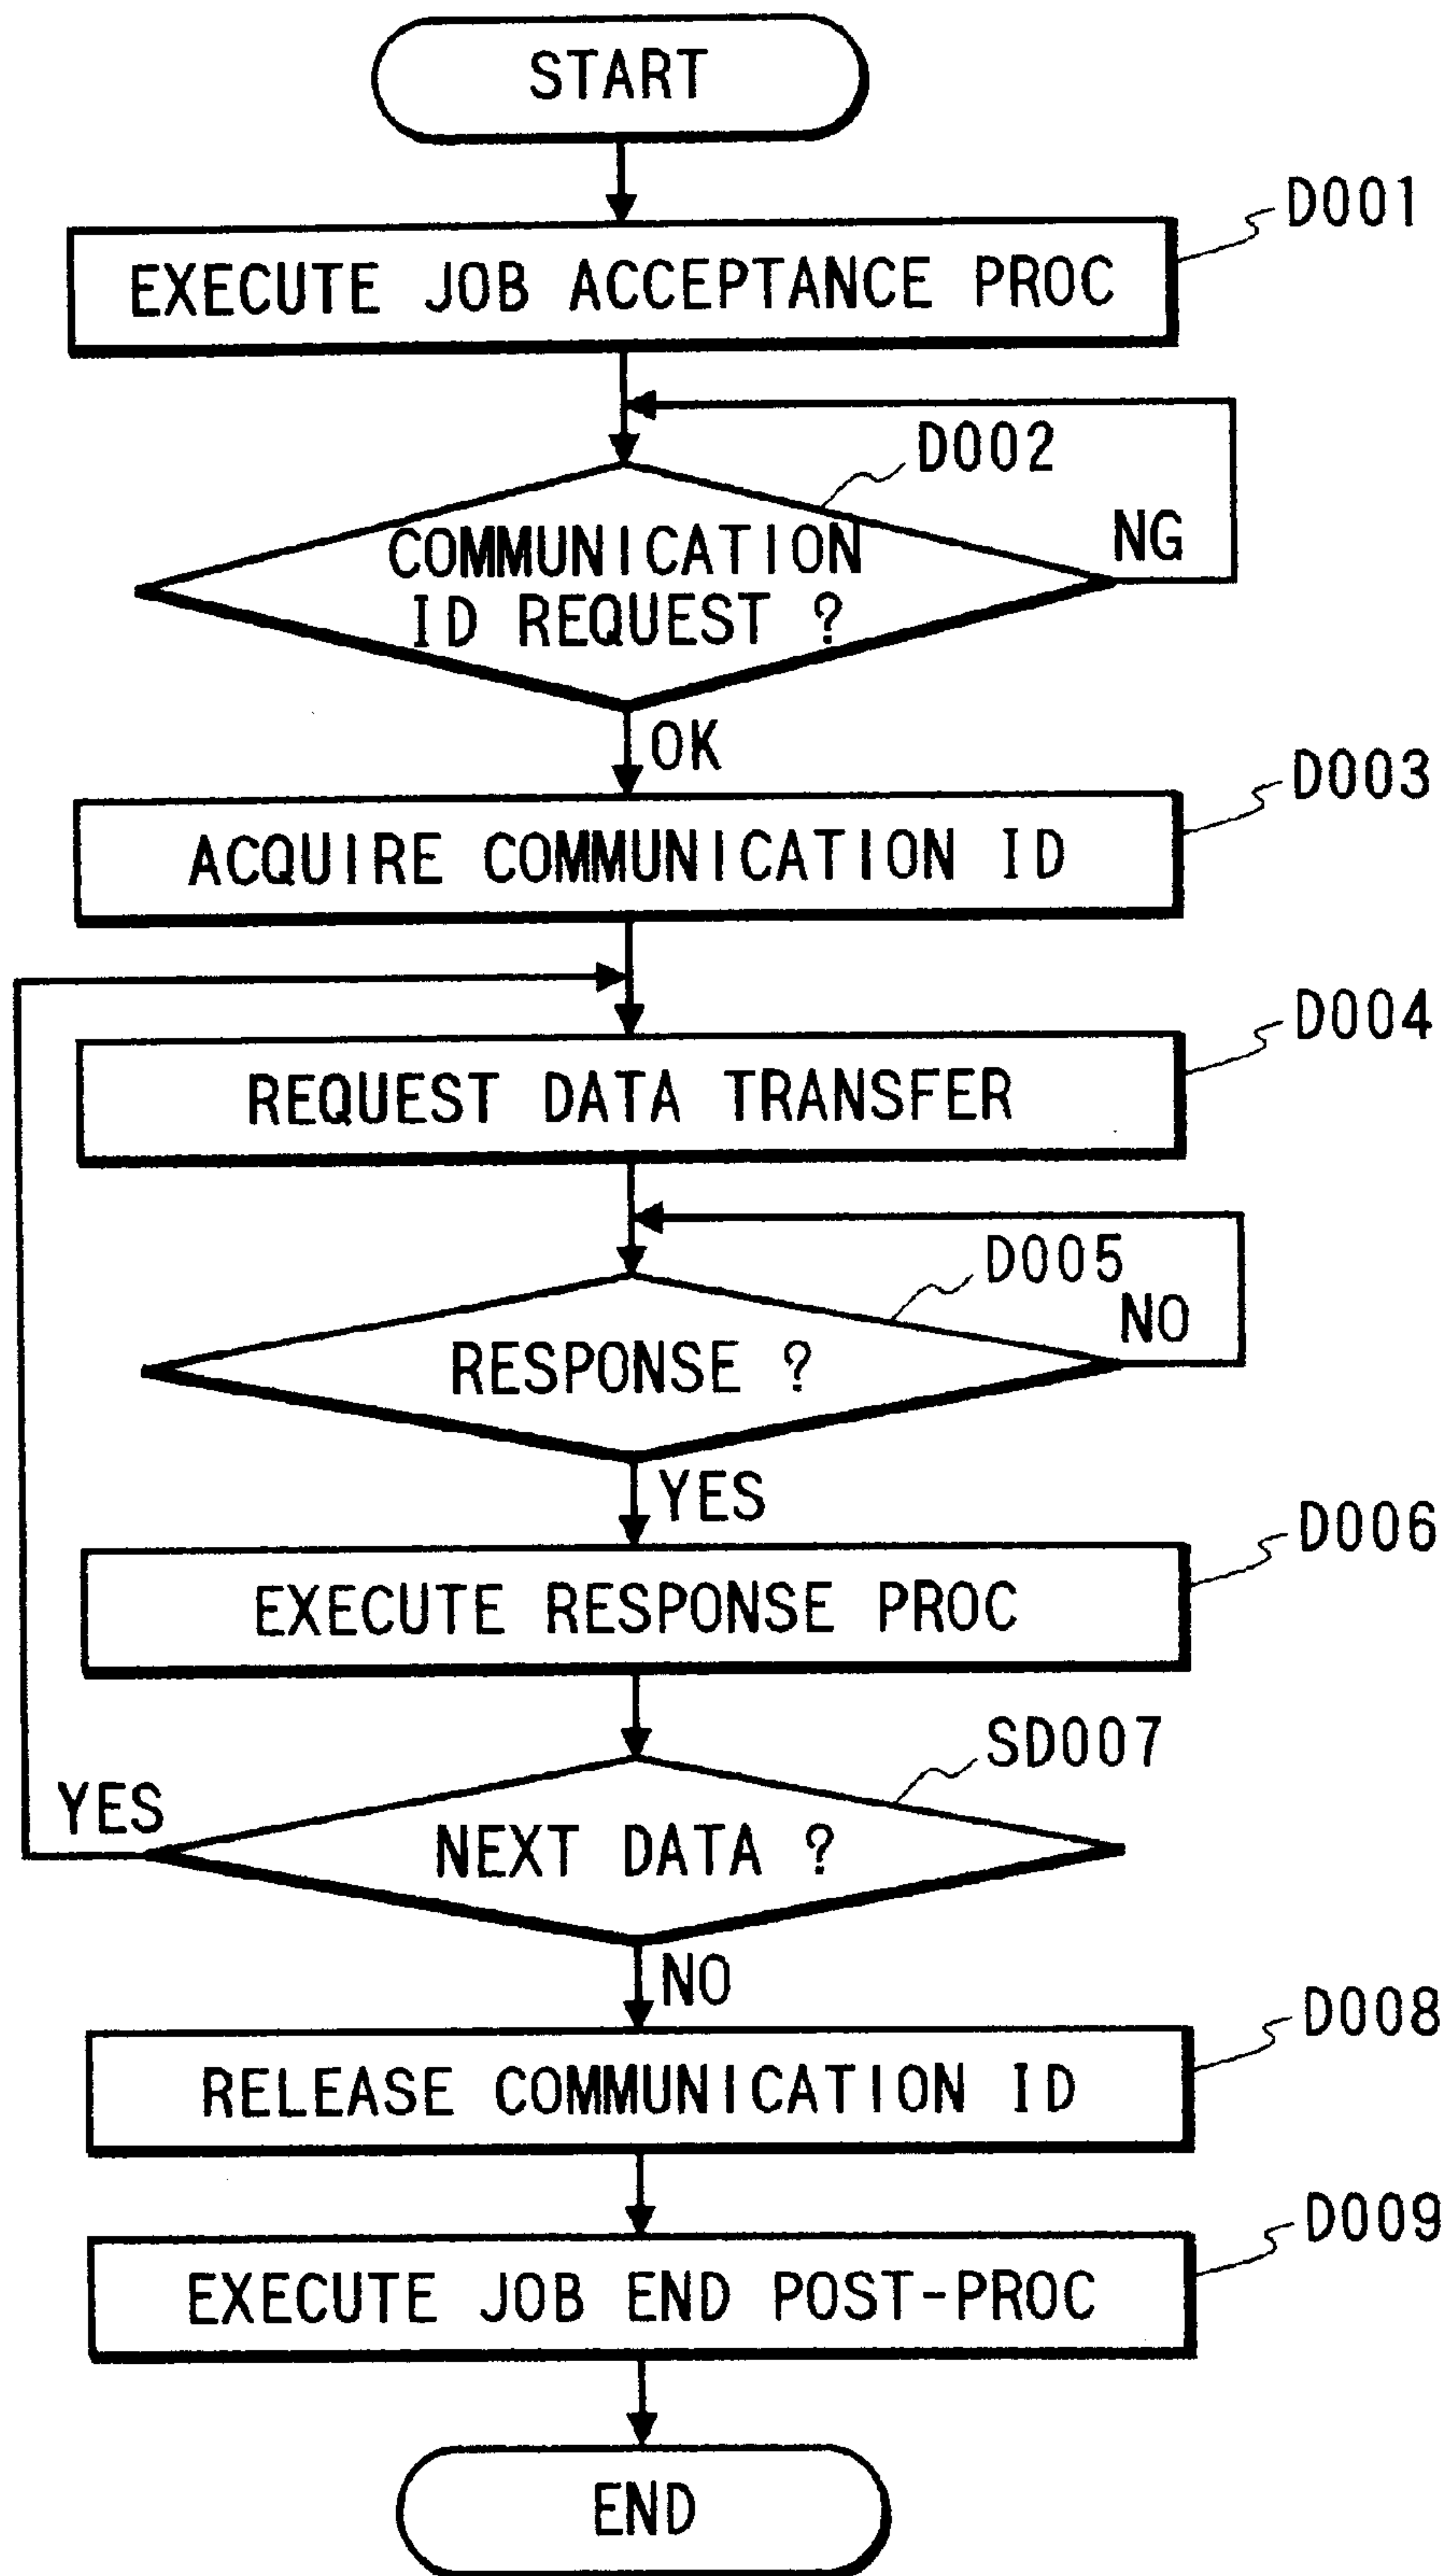 START
D001
EXECUTE JOB ACCEPTANCE PROC
D002
NG
COMMUNICATION
ID REQUEST ?
OK
D003
ACQUIRE COMMUNICATION ID
D004
REQUEST DATA TRANSFER
D005
NO
RESPONSE ?
YES
D006
EXECUTE RESPONSE PROC
SD007
YES
NEXT DATA ?
NO
D008
RELEASE COMMUNICATION ID
D009
EXECUTE JOB END POST-PROC
END